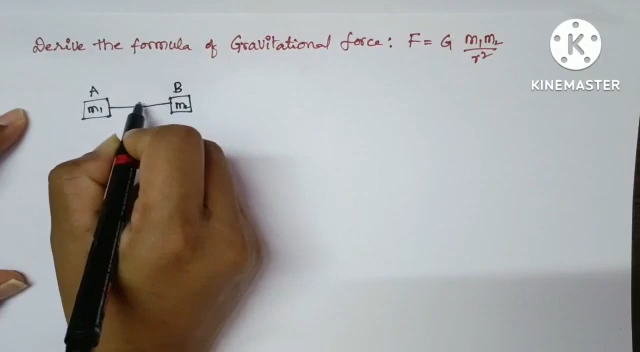 Derive the formula of Gravitational force: F = G m1m2/r2
K
KINEMASTER
A B
m1 m2